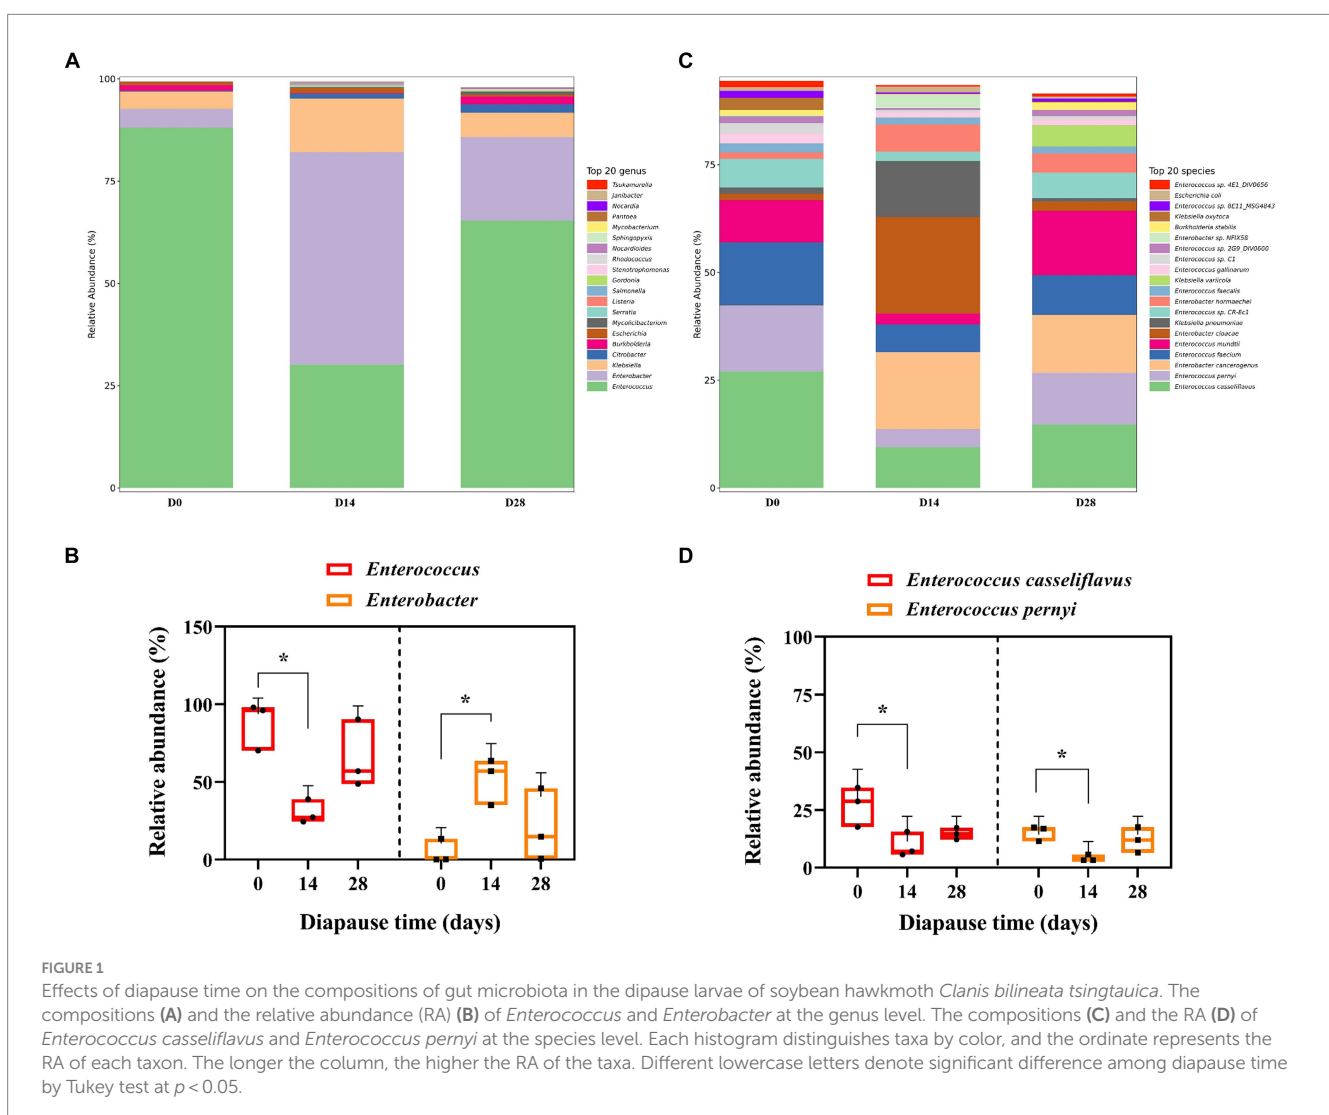 A
100
75
50
25
0
Relative Abundance (%)
D0
D14
D28
Top 20 genus
Tsukamurella
Janibacter
Nocardia
Pantoea
Mycobacterium
Sphingopyxis
Nocardioides
Rhodococcus
Stenotrophomonas
Gordonia
Salmonella
Listeria
Serratia
Mycolicibacterium
Escherichia
Burkholderia
Citrobacter
Klebsiella
Enterobacter
Enterococcus
C
75
50
25
0
Relative Abundance (%)
D0
D14
D28
Top 20 species
Enterococcus sp. 4E1_DIV0656
Escherichia coli
Enterococcus sp. 8E11_MSG4843
Klebsiella oxytoca
Burkholderia stabilis
Enterobacter sp. NFIX58
Enterococcus sp. 2G9_DIV0600
Enterococcus sp. C1
Enterococcus gallinarum
Klebsiella variicola
Enterococcus faecalis
Enterobacter hormaechei
Enterococcus sp. CR-Ec1
Klebsiella pneumoniae
Enterobacter cloacae
Enterococcus mundtii
Enterococcus faecium
Enterobacter cancerogenus
Enterococcus pernyi
Enterococcus casseliflavus
B
Enterococcus
Enterobacter
150
100
50
0
Relative abundance (%)
*
*
0 14 28 0 14 28
Diapause time (days)
D
Enterococcus casseliflavus
Enterococcus pernyi
100
75
50
25
0
Relative abundance (%)
*
*
0 14 28 0 14 28
Diapause time (days)
FIGURE 1
Effects of diapause time on the compositions of gut microbiota in the dipause larvae of soybean hawkmoth Clanis bilineata tsingtauica. The
compositions (A) and the relative abundance (RA) (B) of Enterococcus and Enterobacter at the genus level. The compositions (C) and the RA (D) of
Enterococcus casseliflavus and Enterococcus pernyi at the species level. Each histogram distinguishes taxa by color, and the ordinate represents the
RA of each taxon. The longer the column, the higher the RA of the taxa. Different lowercase letters denote significant difference among diapause time
by Tukey test at p < 0.05.